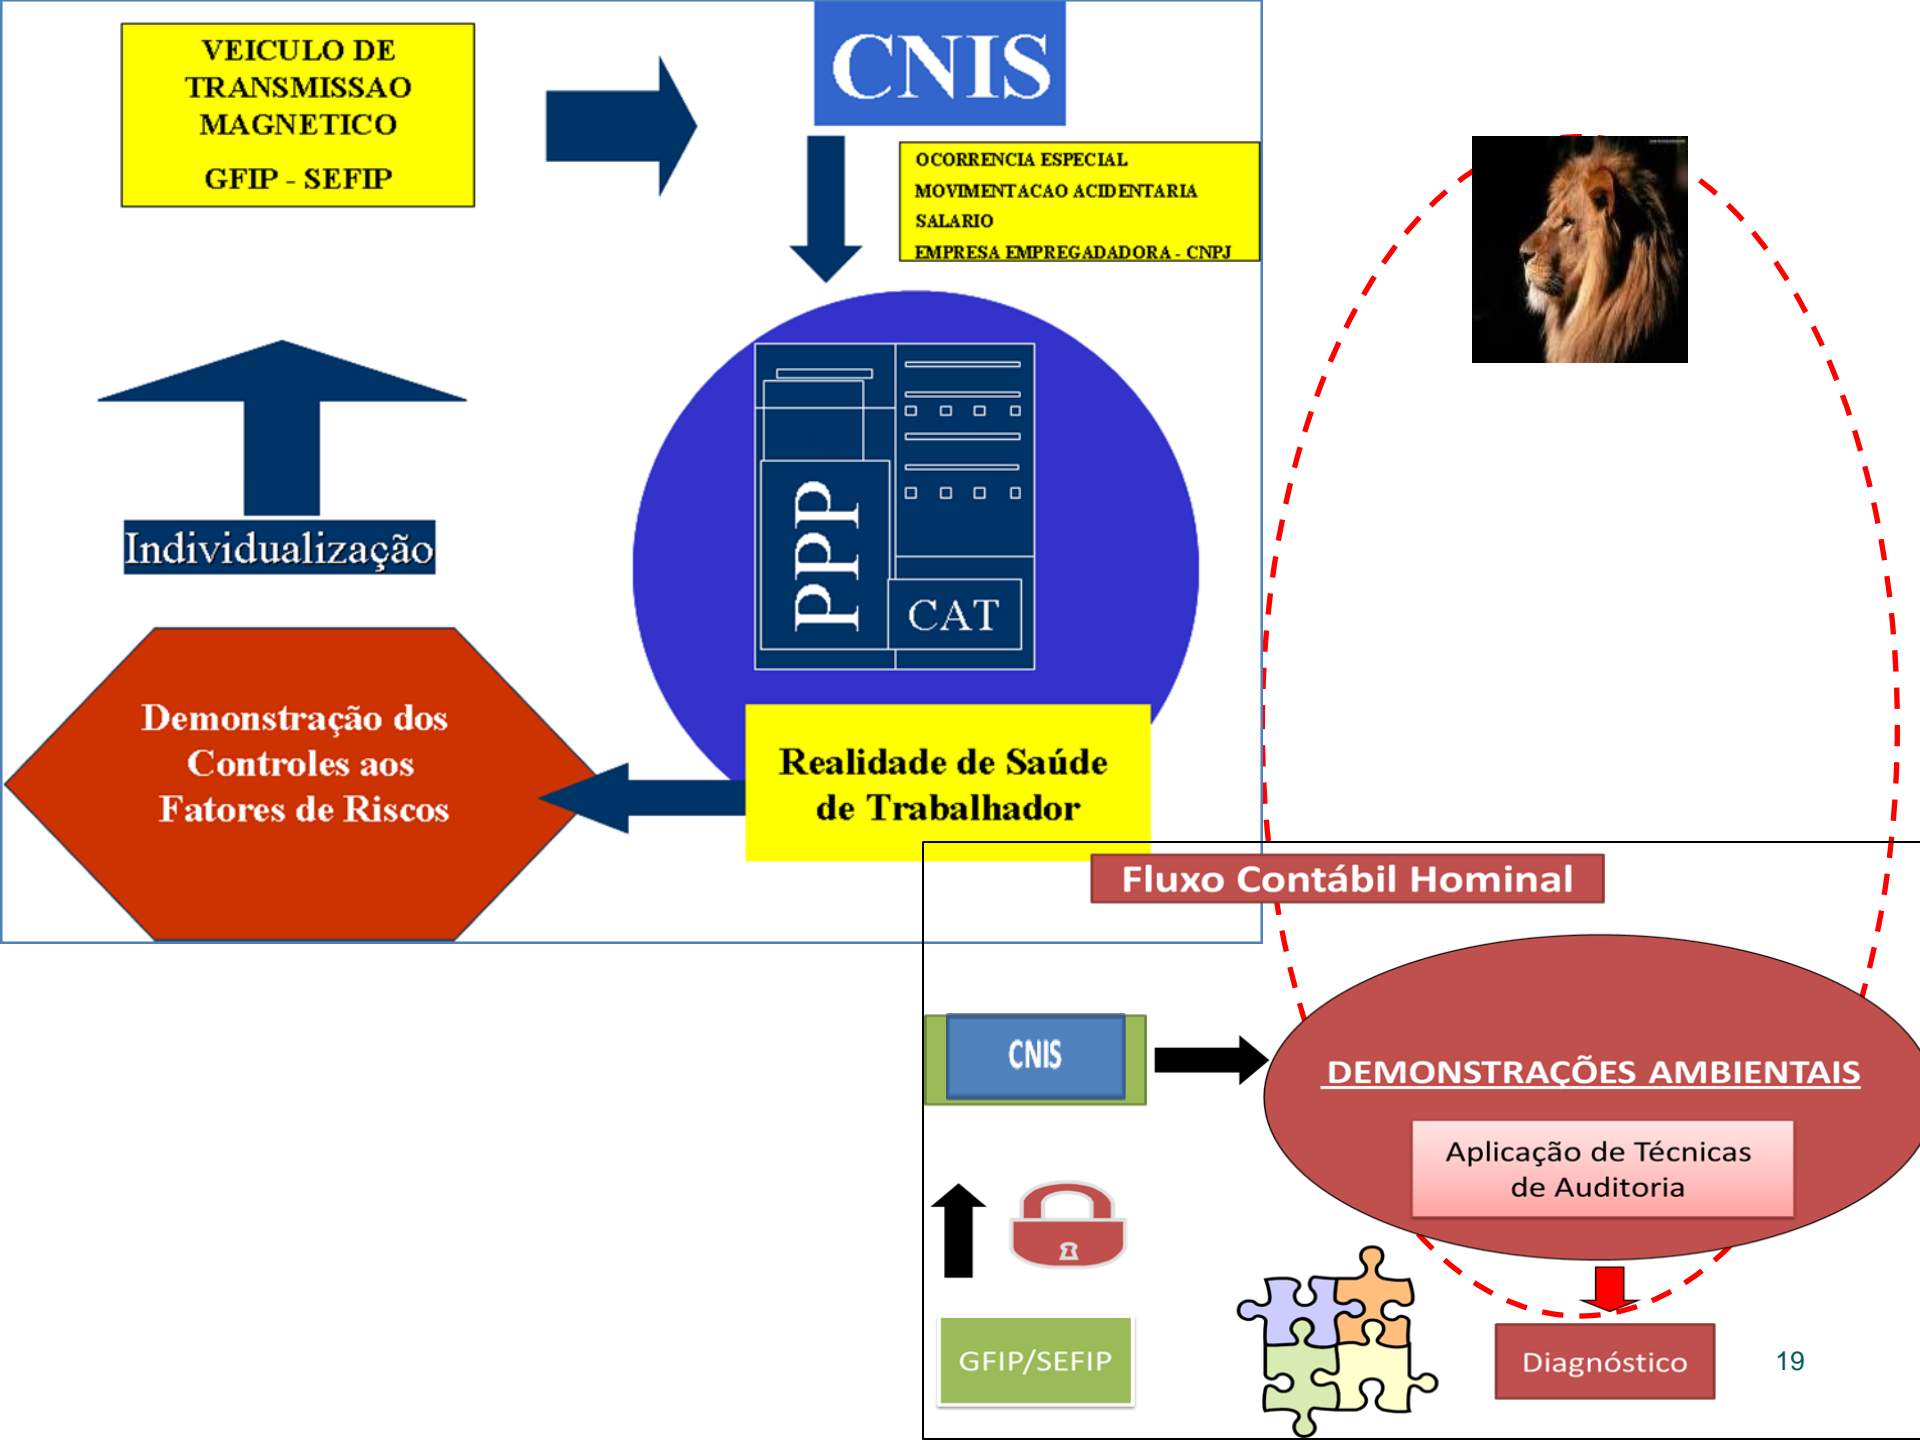 VEICULO DE
TRANSMISSAO
MAGNETICO
GFIP - SEFIP
CNIS
OCORRENCIA ESPECIAL
MOVIMENTACAO ACIDENTARIA
SALARIO
EMPRESA EMPREGADADORA - CNPJ
Individualização
PPP
CAT
Demonstração dos
Controles aos
Fatores de Riscos
Realidade de Saúde
de Trabalhador
Fluxo Contábil Hominal
CNIS
DEMONSTRAÇÕES AMBIENTAIS
Aplicação de Técnicas
de Auditoria
GFIP/SEFIP
Diagnóstico
19